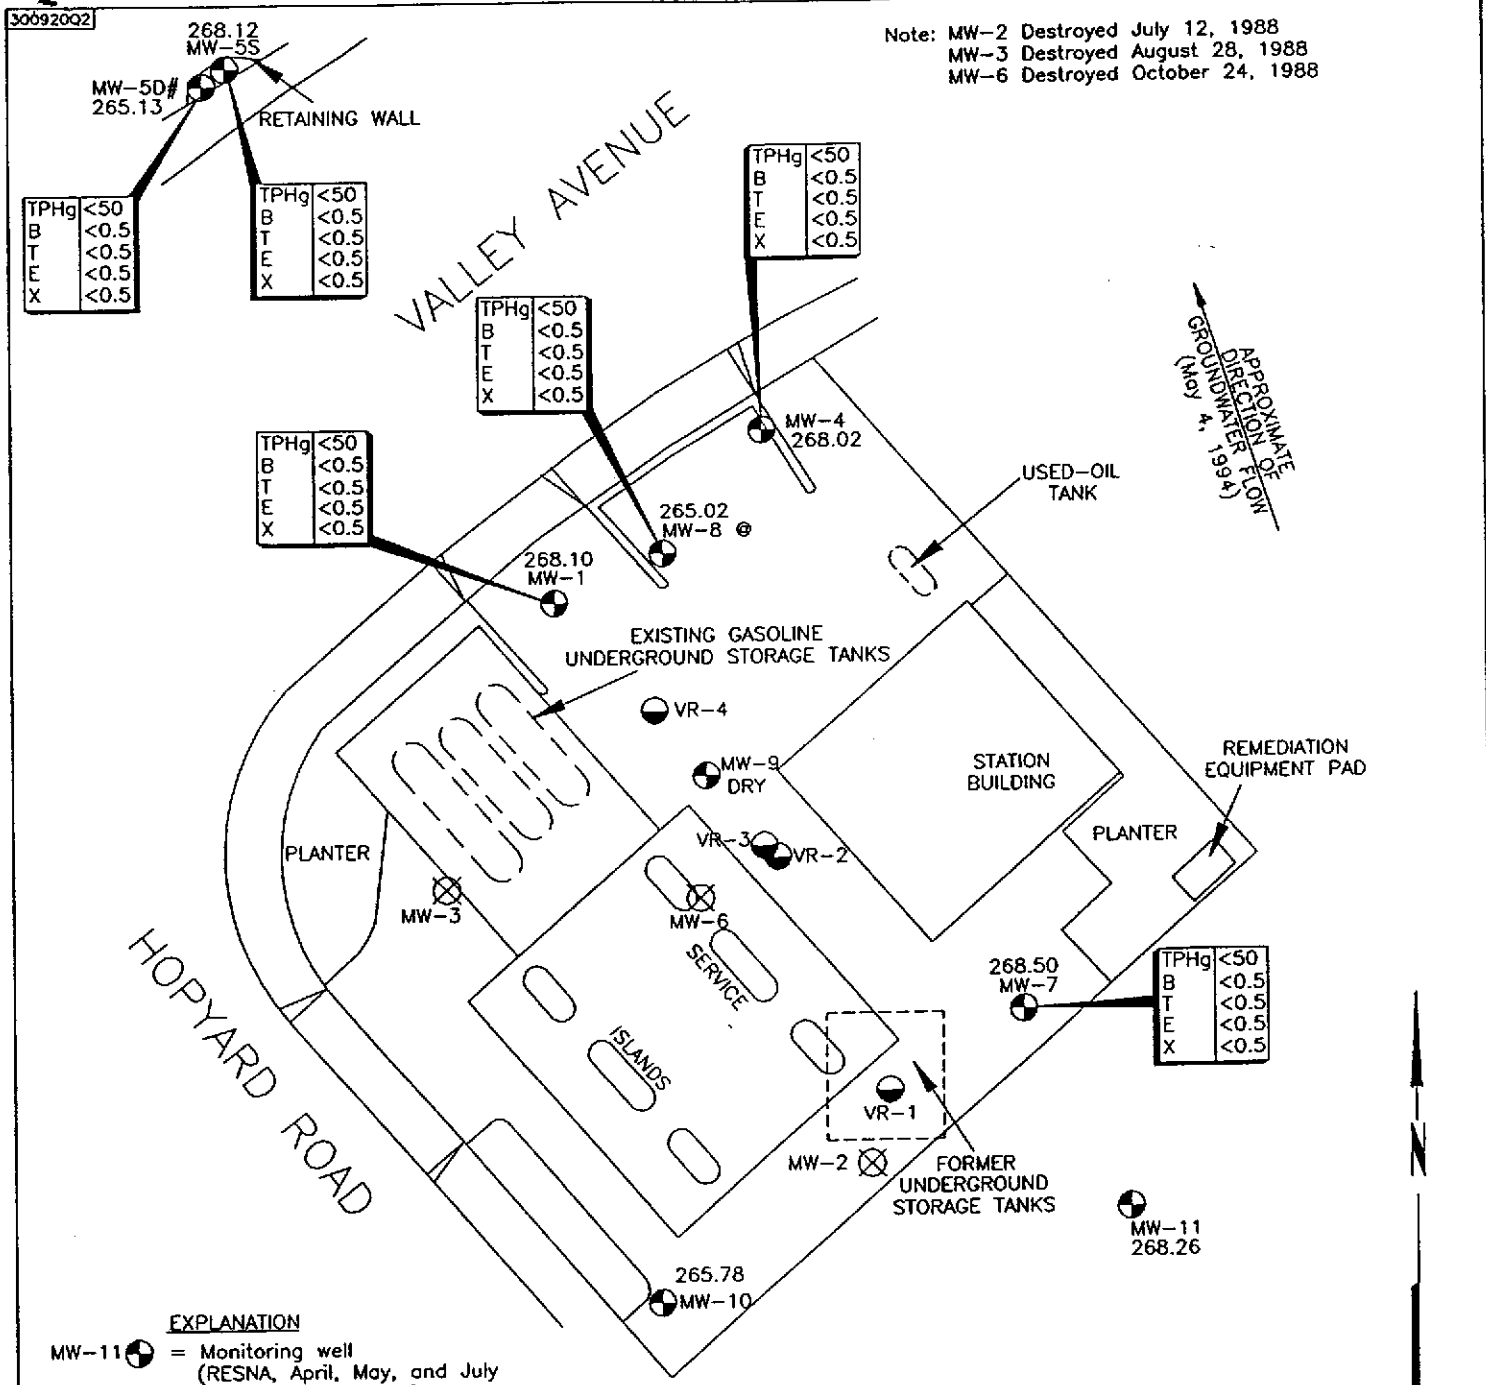 300920Q2
268.12
MW-5S
MW-5D#
265.13
RETAINING WALL
Note: MW-2 Destroyed July 12, 1988
MW-3 Destroyed August 28, 1988
MW-6 Destroyed October 24, 1988
VALLEY AVENUE
TPHg <50
B <0.5
T <0.5
E <0.5
X <0.5
TPHg <50
B <0.5
T <0.5
E <0.5
X <0.5
TPHg <50
B <0.5
T <0.5
E <0.5
X <0.5
TPHg <50
B <0.5
T <0.5
E <0.5
X <0.5
TPHg <50
B <0.5
T <0.5
E <0.5
X <0.5
APPROXIMATE
DIRECTION OF
GROUNDWATER FLOW
(May 4, 1994)
MW-4
268.02
USED-OIL
TANK
265.02
MW-8 @
268.10
MW-1
EXISTING GASOLINE
UNDERGROUND STORAGE TANKS
VR-4
MW-9
DRY
STATION
BUILDING
REMEDIATION
EQUIPMENT PAD
PLANTER
VR-3
VR-2
PLANTER
MW-3
MW-6
SERVICE
ISLANDS
HOPYARD ROAD
268.50
MW-7
TPHg <50
B <0.5
T <0.5
E <0.5
X <0.5
VR-1
MW-2
FORMER
UNDERGROUND
STORAGE TANKS
N
MW-11
268.26
265.78
MW-10
EXPLANATION
MW-11 = Monitoring well
(RESNA, April, May, and July